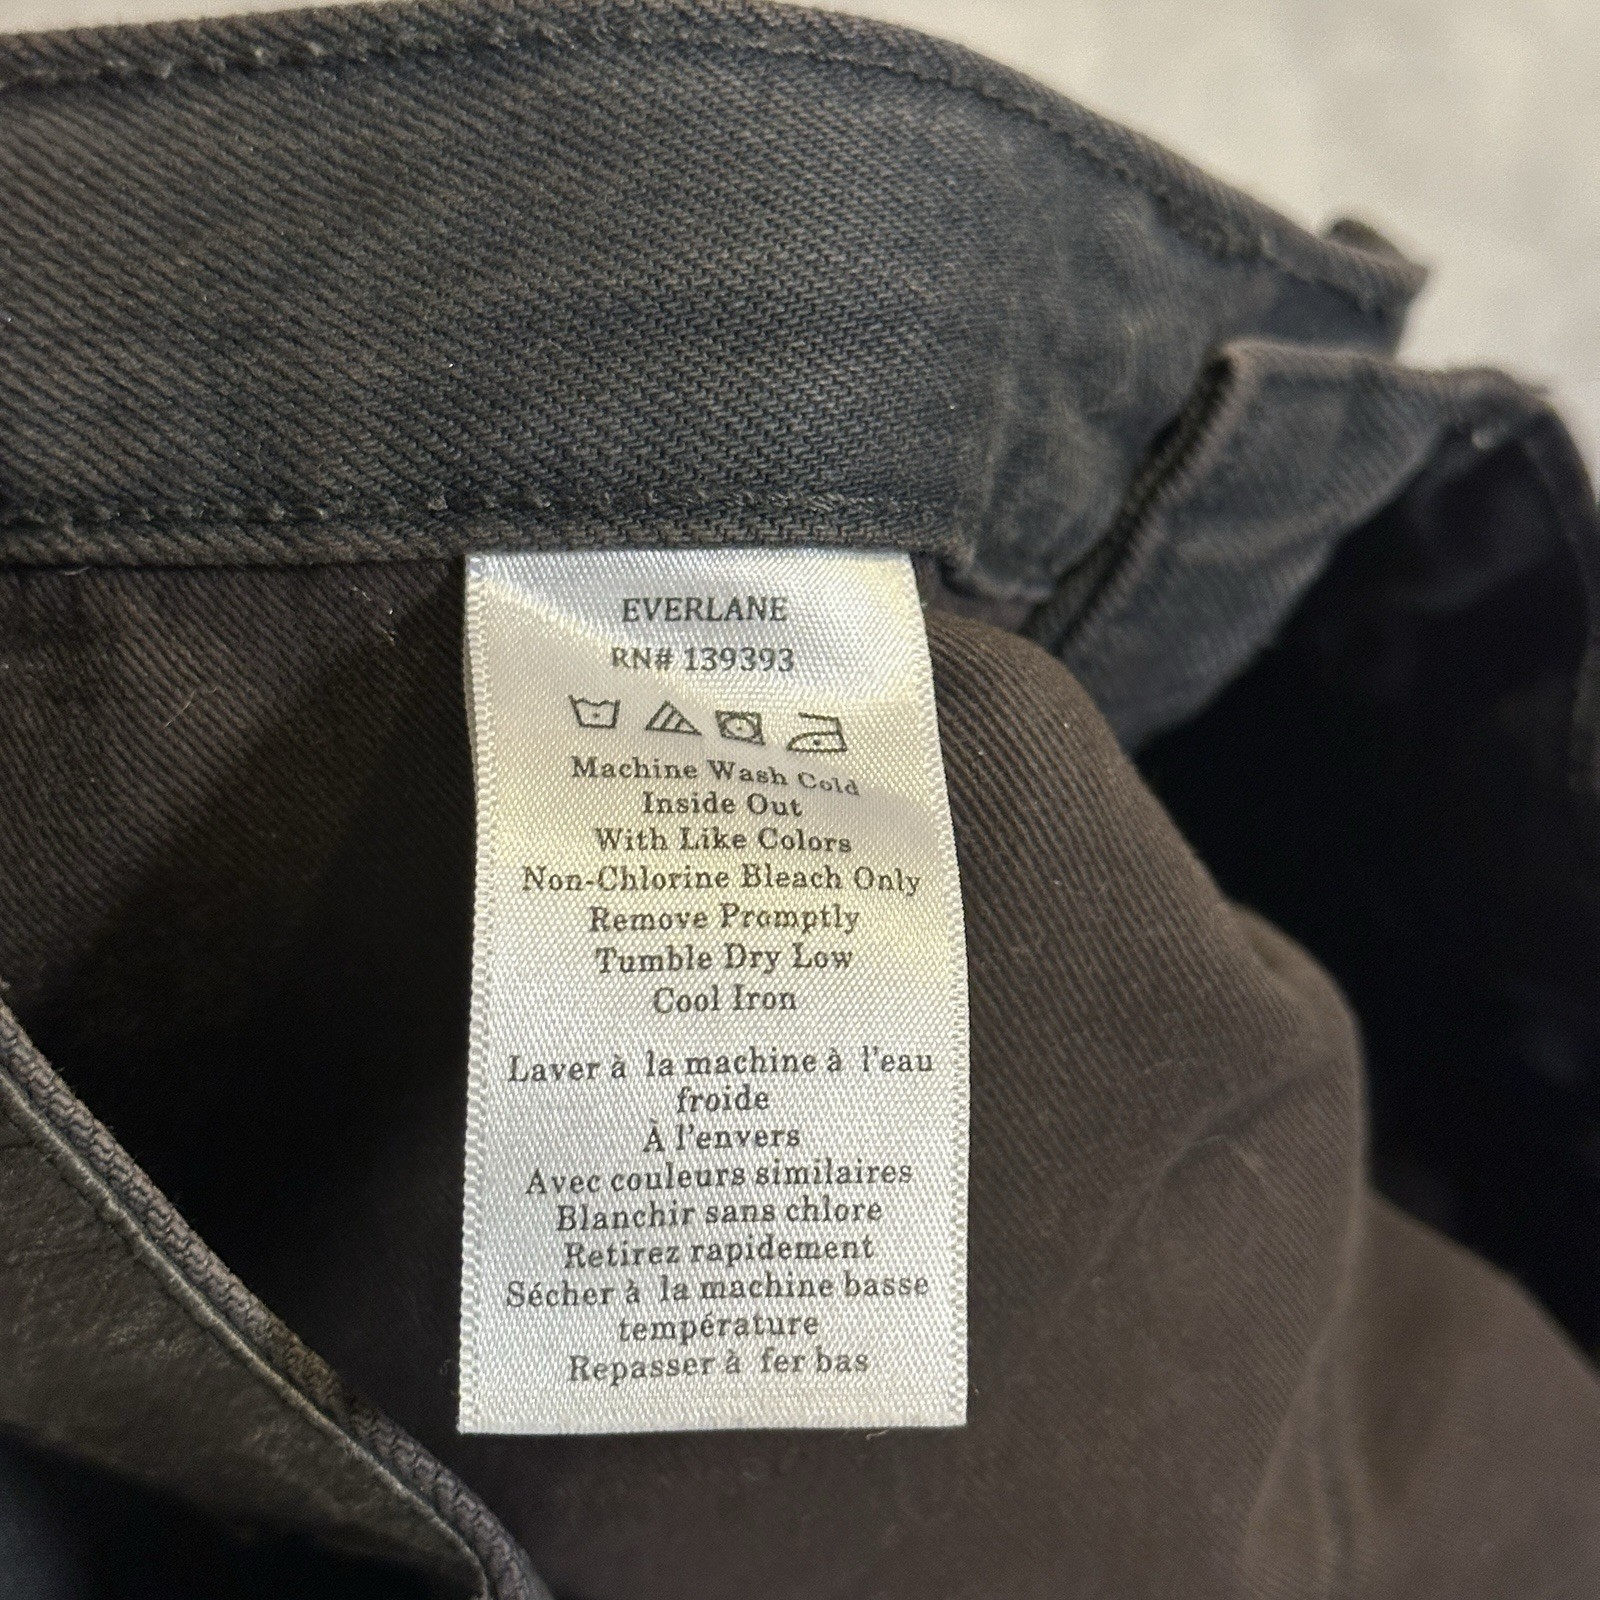 EVERLANE
RN# 139393
Machine Wash Cold
Inside Out
With Like Colors
Non-Chlorine Bleach Only
Remove Promptly
Tumble Dry Low
Cool Iron
Laver à la machine à l'eau
froide
À l'envers
Avec couleurs similaires
Blanchir sans chlore
Retirez rapidement
Sécher à la machine basse
température
Repasser à fer bas